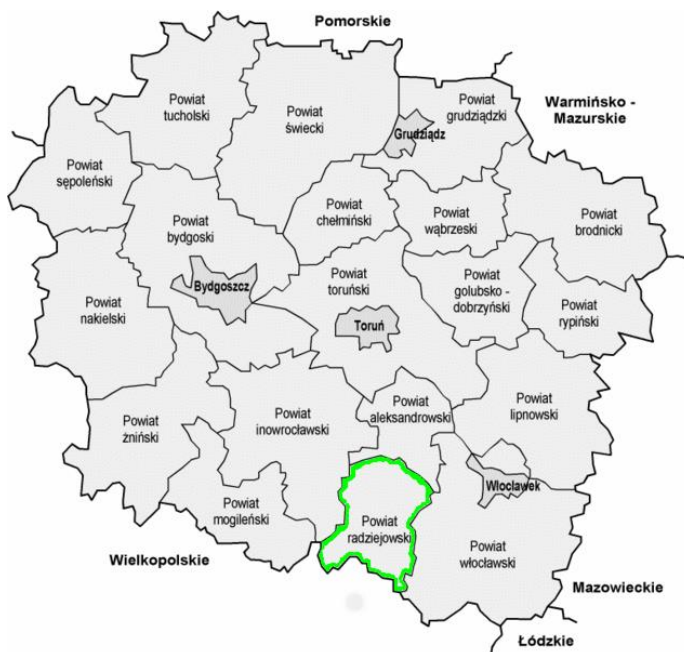 Pomorskie
Powiat
tucholski
Powiat
świecki
Powiat
grudziądzki
Warmińsko -
Mazurskie
Grudziądz
Powiat
sępoleński
Powiat
chełmiński
Powiat
wąbrzeski
Powiat
brodnicki
Powiat
bydgoski
Bydgoszcz
Powiat
toruński
Powiat
golubsko -
dobrzyński
Powiat
nakielski
Toruń
Powiat
rypiński
Powiat
żniński
Powiat
inowrocławski
Powiat
aleksandrowski
Powiat
lipnowski
Włocławek
Powiat
mogileński
Powiat
radziejowski
Powiat
włocławski
Wielkopolskie
Mazowieckie
Łódzkie